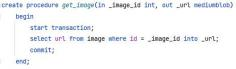 create procedure get_image(in _image_id int, out _url mediumblob)
begin
start transaction;
select url from image where id = _image_id into _url;
commit;
end;